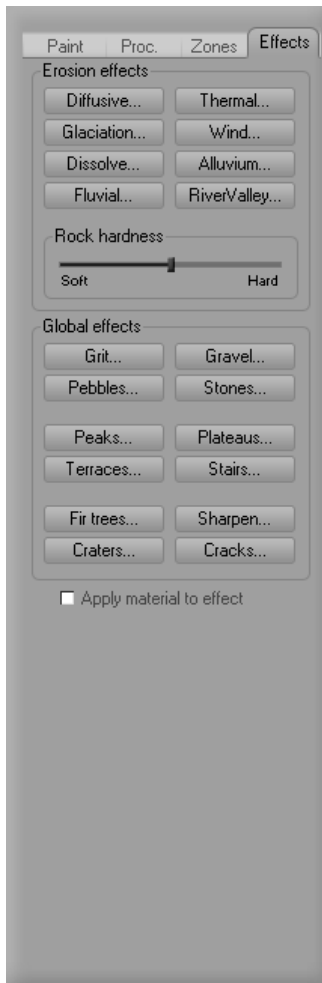 Paint Proc. Zones Effects
Erosion effects
Diffusive... Thermal...
Glaciation... Wind...
Dissolve... Alluvium...
Fluvial... RiverValley...
Rock hardness
Soft Hard
Global effects
Grit... Gravel...
Pebbles... Stones...
Peaks... Plateaus...
Terraces... Stairs...
Fir trees... Sharpen...
Craters... Cracks...
Apply material to effect